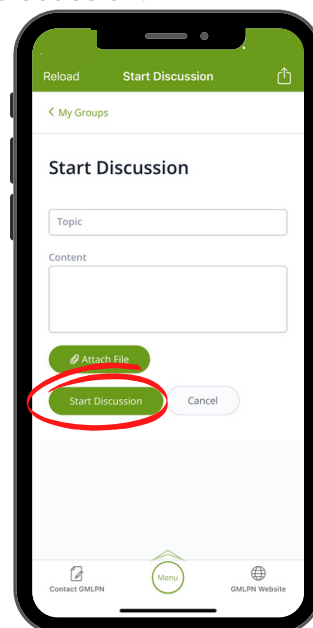 Reload Start Discussion
My Groups
Start Discussion
Topic
Content
Attach File
Start Discussion Cancel
Contact GMLPN Menu GMLPN Website